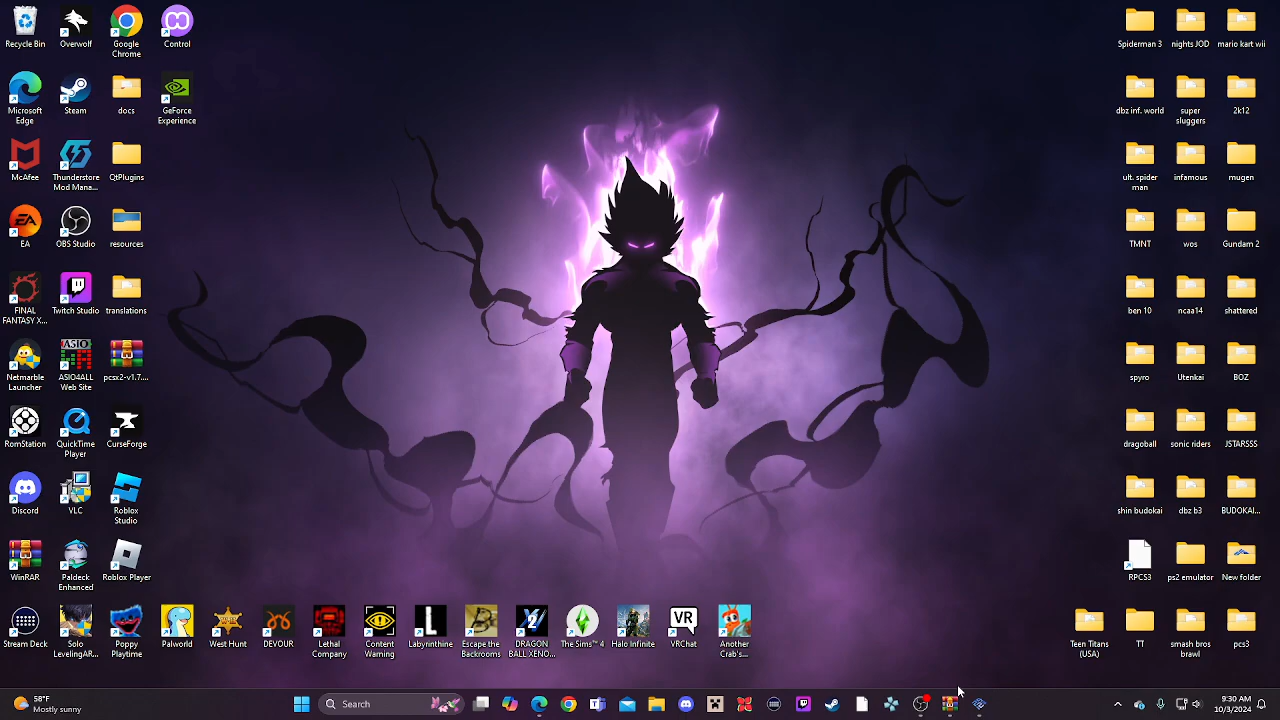 Recycle Bin
Overwolf
Google
Chrome
Control
Spiderman 3
nights JOD
mario kart wii
Microsoft
Edge
Steam
docs
GeForce
Experience
dbz inf. world
super
sluggers
2k12
McAfee
Thunderstore
Mod Mana...
QtPlugins
ult. spider
man
infamous
mugen
EA
OBS Studio
resources
TMNT
wos
Gundam 2
FINAL
FANTASY X...
Twitch Studio
translations
ben 10
ncaa14
shattered
Netmarble
Launcher
ASIO
ASIO4ALL
Web Site
pcsx2-v1.7....
spyro
Utenkai
BOZ
RomStation
QuickTime
Player
CurseForge
dragoball
sonic riders
JSTARSSS
Discord
VLC
Roblox
Studio
shin budokai
dbz b3
BUDOKAI...
WinRAR
Paldeck
Enhanced
Roblox Player
RPCS3
ps2 emulator
New folder
Stream Deck
Solo
LevelingAR...
Poppy
Playtime
Palworld
West Hunt
DEVOUR
Lethal
Company
Content
Warning
L
Labyrinthine
B
Escape the
Backrooms
DRAGON
BALL XENO...
The Sims™ 4
Halo Infinite
VR
VRChat
Another
Crab's...
Teen Titans
(USA)
TT
smash bros
brawl
pcs3
58°F
Mostly sunny
Search
9:30 AM
10/3/2024